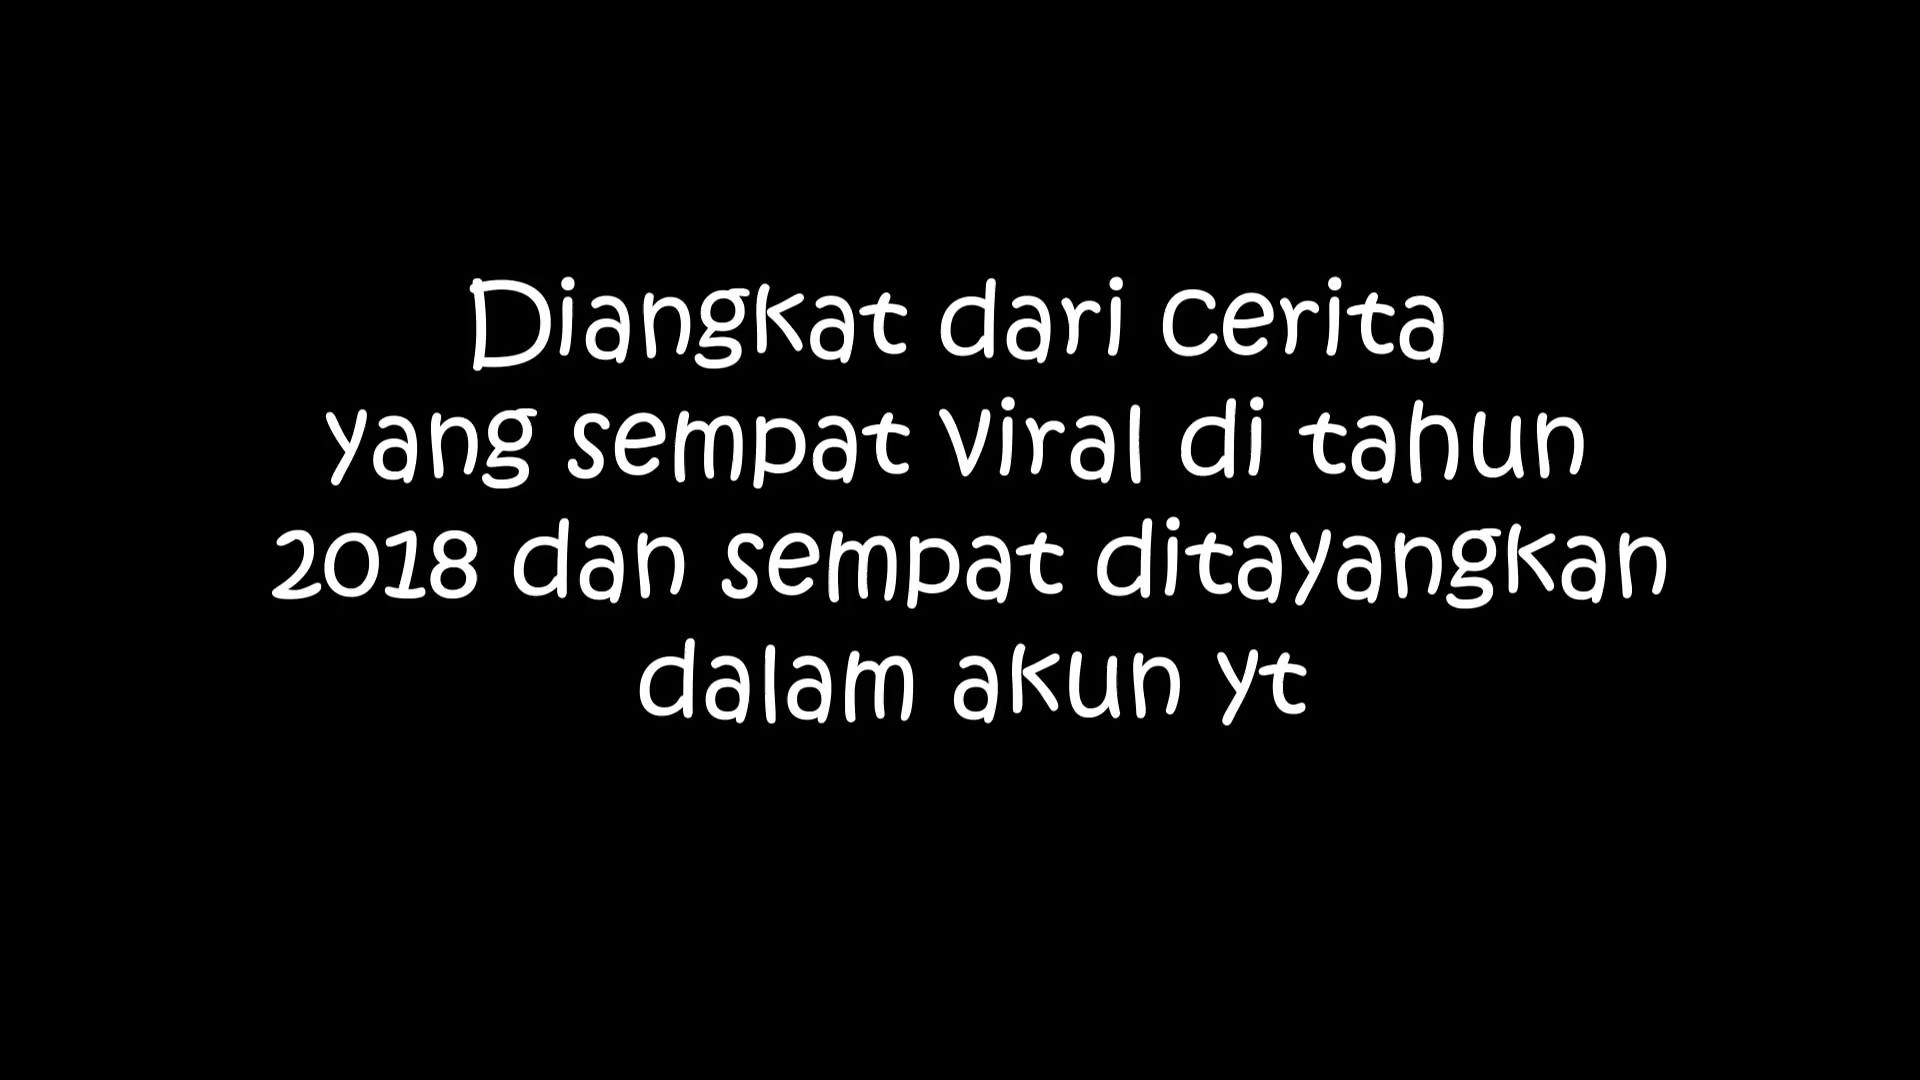 Diangkat dari cerita
yang sempat viral di tahun
2018 dan sempat ditayangkan
dalam akun yt